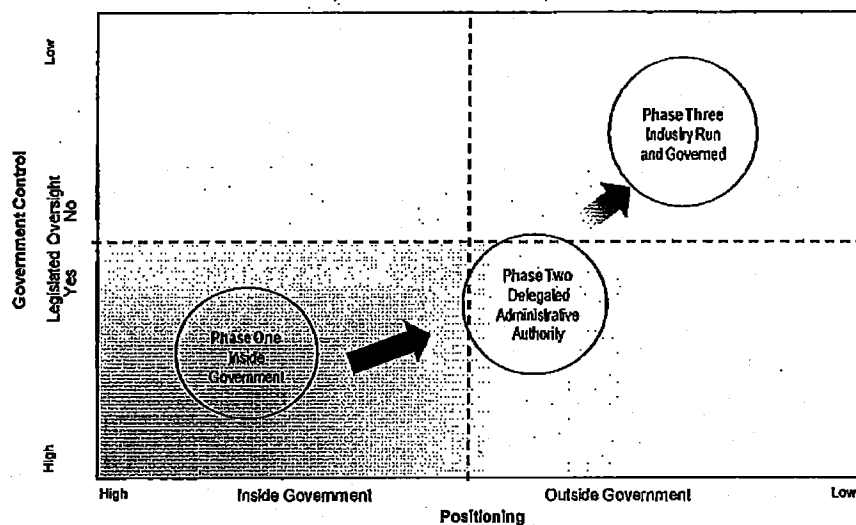 Low
Phase Three
Industry Run
and Governed
Government Control
Legislated Oversight
No
Yes
Phase Two
Delegated
Administrative
Authority
Phase One
Inside
Government
High
High
Inside Government
Outside Government
Low
Positioning